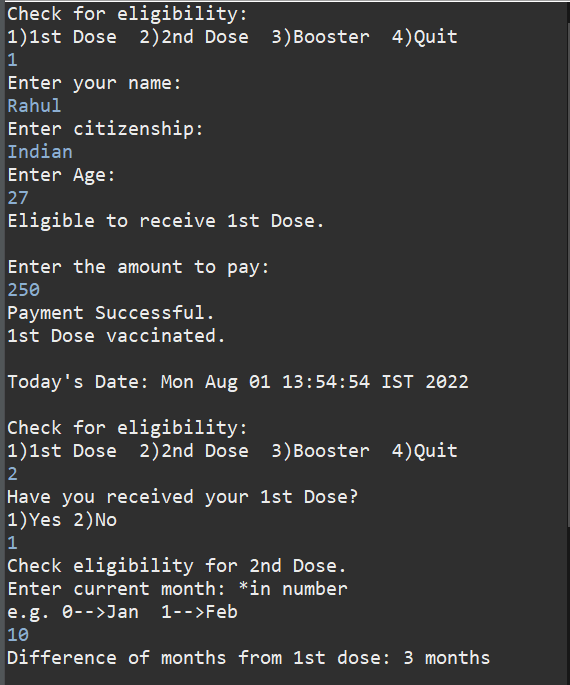 Check for eligibility:
1)1st Dose  2)2nd Dose  3)Booster  4)Quit
1
Enter your name:
Rahul
Enter citizenship:
Indian
Enter Age:
27
Eligible to receive 1st Dose.
Enter the amount to pay:
250
Payment Successful.
1st Dose vaccinated.
Today's Date: Mon Aug 01 13:54:54 IST 2022
Check for eligibility:
1)1st Dose  2)2nd Dose  3)Booster  4)Quit
2
Have you received your 1st Dose?
1)Yes 2)No
1
Check eligibility for 2nd Dose.
Enter current month: *in number
e.g. 0-->Jan  1-->Feb
10
Difference of months from 1st dose: 3 months